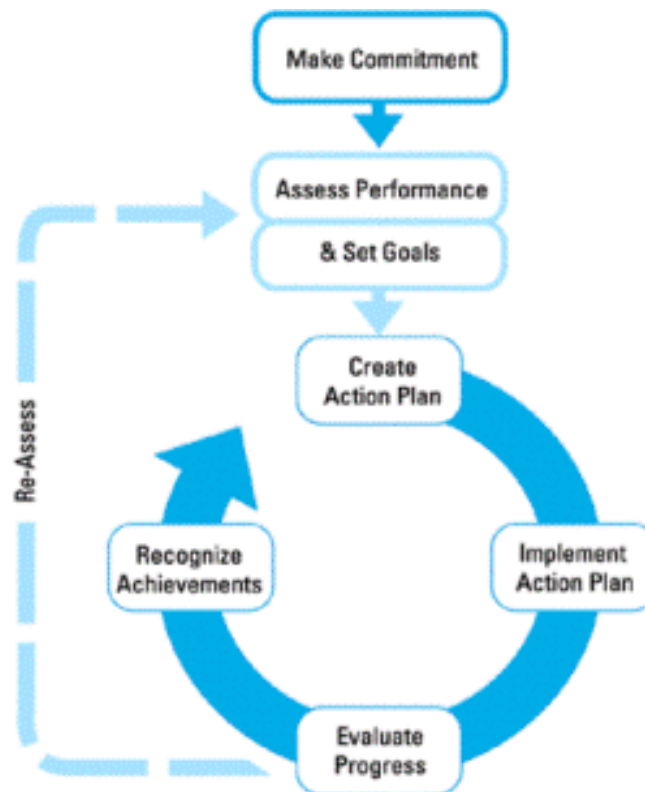 Make Commitment
Assess Performance
& Set Goals
Create
Action Plan
Re-Assess
Recognize
Achievements
Implement
Action Plan
Evaluate
Progress